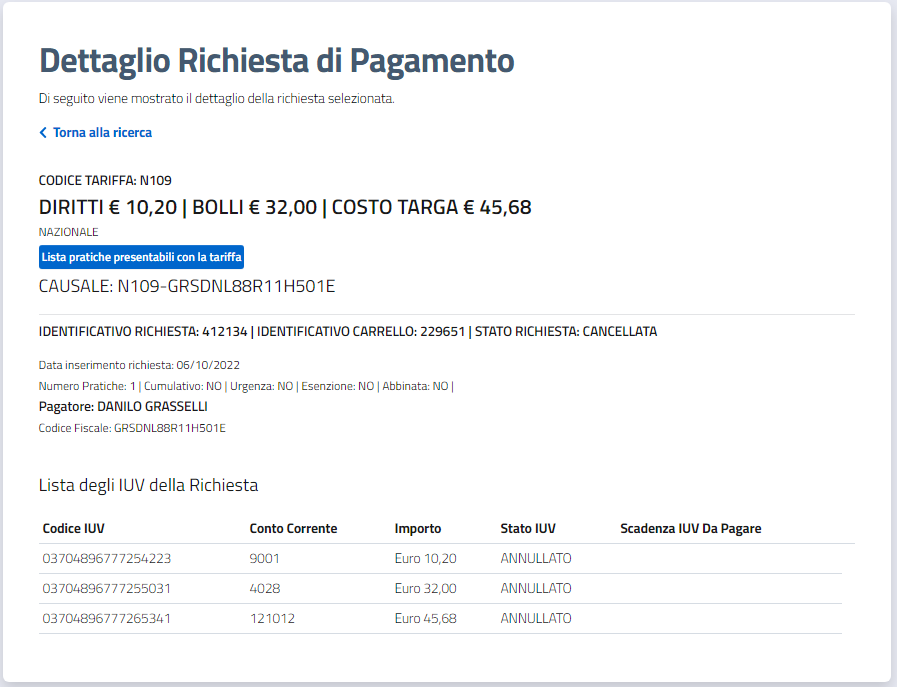 Dettaglio Richiesta di Pagamento
Di seguito viene mostrato il dettaglio della richiesta selezionata.
Torna alla ricerca
CODICE TARIFFA: N109
DIRITTI € 10,20 | BOLLI € 32,00 | COSTO TARGA € 45,68
NAZIONALE
Lista pratiche presentabili con la tariffa
CAUSALE: N109-GRSDNL88R11H501E
IDENTIFICATIVO RICHIESTA: 412134 | IDENTIFICATIVO CARRELLO: 229651 | STATO RICHIESTA: CANCELLATA
Data inserimento richiesta: 06/10/2022
Numero Pratiche: 1 | Cumulativo: NO | Urgenza: NO | Esenzione: NO | Abbinata: NO |
Pagatore: DANILO GRASSELLI
Codice Fiscale: GRSDNL88R11H501E
Lista degli IUV della Richiesta
Codice IUV Conto Corrente Importo Stato IUV Scadenza IUV Da Pagare
03704896777254223 9001 Euro 10,20 ANNULLATO
03704896777255031 4028 Euro 32,00 ANNULLATO
03704896777265341 121012 Euro 45,68 ANNULLATO